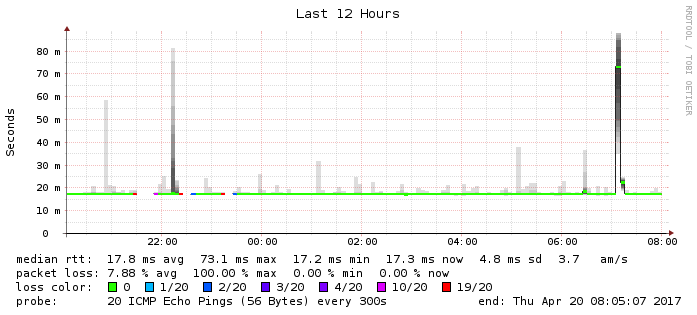 Last 12 Hours
RRDTOOL / TOBI OETIKER
Seconds
80 m
70 m
60 m
50 m
40 m
30 m
20 m
10 m
0
22:00 00:00 02:00 04:00 06:00 08:00
median rtt: 17.8 ms avg 73.1 ms max 17.2 ms min 17.3 ms now 4.8 ms sd 3.7 am/s
packet loss: 7.88 % avg 100.00 % max 0.00 % min 0.00 % now
loss color: 0 1/20 2/20 3/20 4/20 10/20 19/20
probe: 20 ICMP Echo Pings (56 Bytes) every 300s end: Thu Apr 20 08:05:07 2017